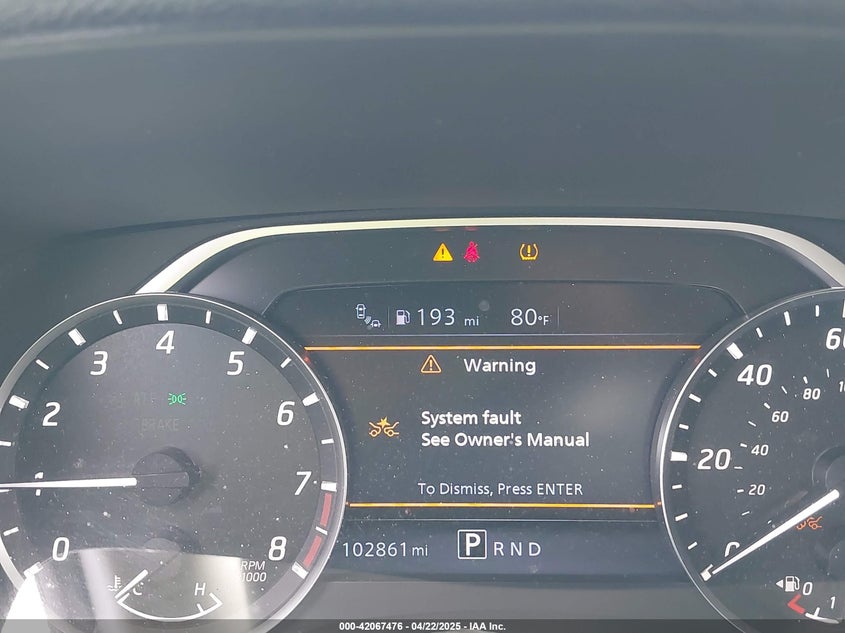 193 mi 80°F
Warning
System fault
See Owner's Manual
To Dismiss, Press ENTER
102861 mi P R N D
0 1 2 3 4 5 6 7 8
RPM
BRAKE
H
20 40 60
20 40 60 80
0 1
000-42067476 - 04/22/2025 - IAA Inc.